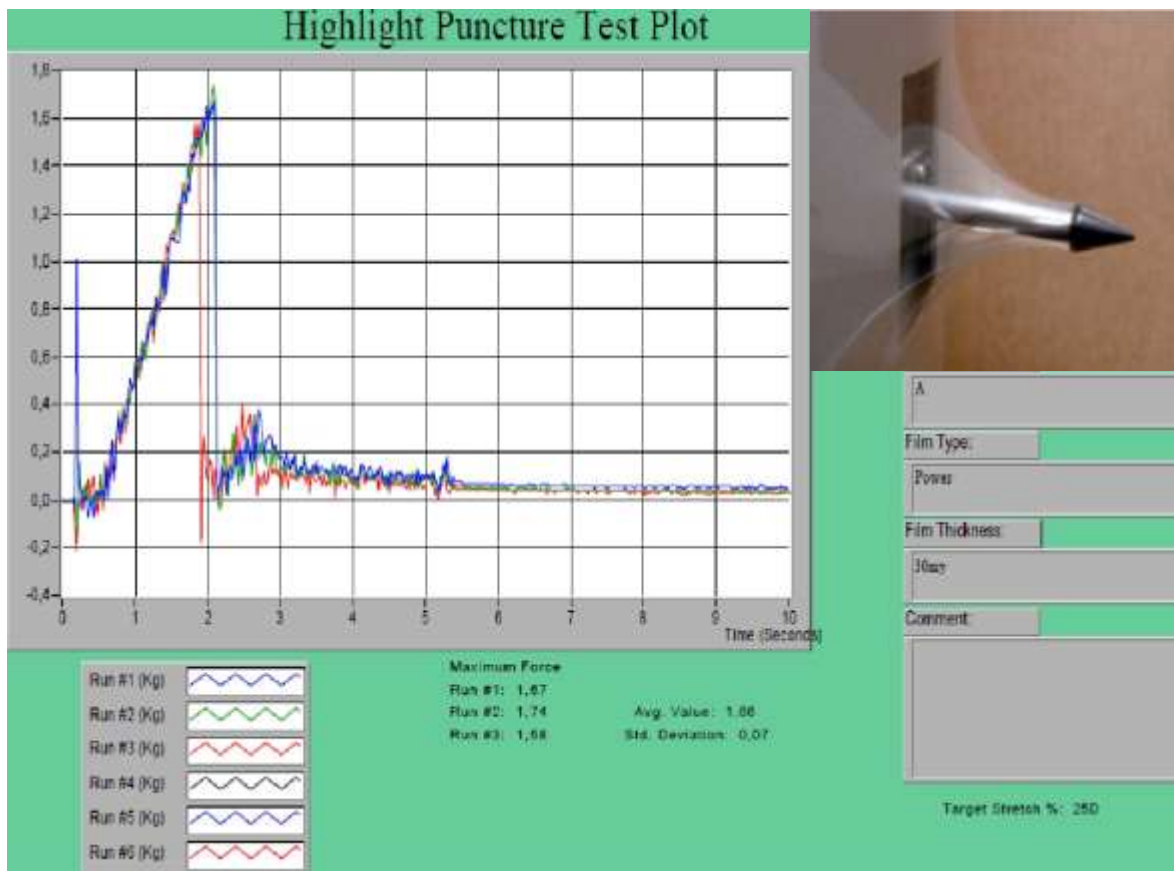 Highlight Puncture Test Plot
1,8
1,6
1,4
1,2
1,0
0,8
0,6
0,4
0,2
0,0
-0,2
-0,4
0 1 2 3 4 5 6 7 8 9 10
Time (Seconds)
A
Film Type:
Power
Film Thickness:
30my
Comment:
Run #1 (Kg)
Run #2 (Kg)
Run #3 (Kg)
Run #4 (Kg)
Run #5 (Kg)
Run #6 (Kg)
Maximum Force
Run #1: 1,67
Run #2: 1,74
Run #3: 1,58
Avg. Value: 1,66
Std. Deviation: 0,07
Target Stretch %: 250